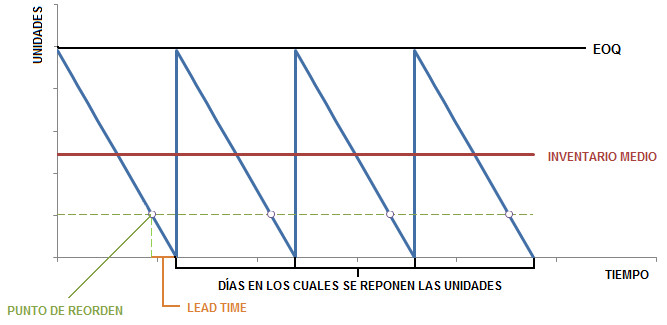 UNIDADES
EOQ
INVENTARIO MEDIO
TIEMPO
DÍAS EN LOS CUALES SE REPONEN LAS UNIDADES
PUNTO DE REORDEN
LEAD TIME